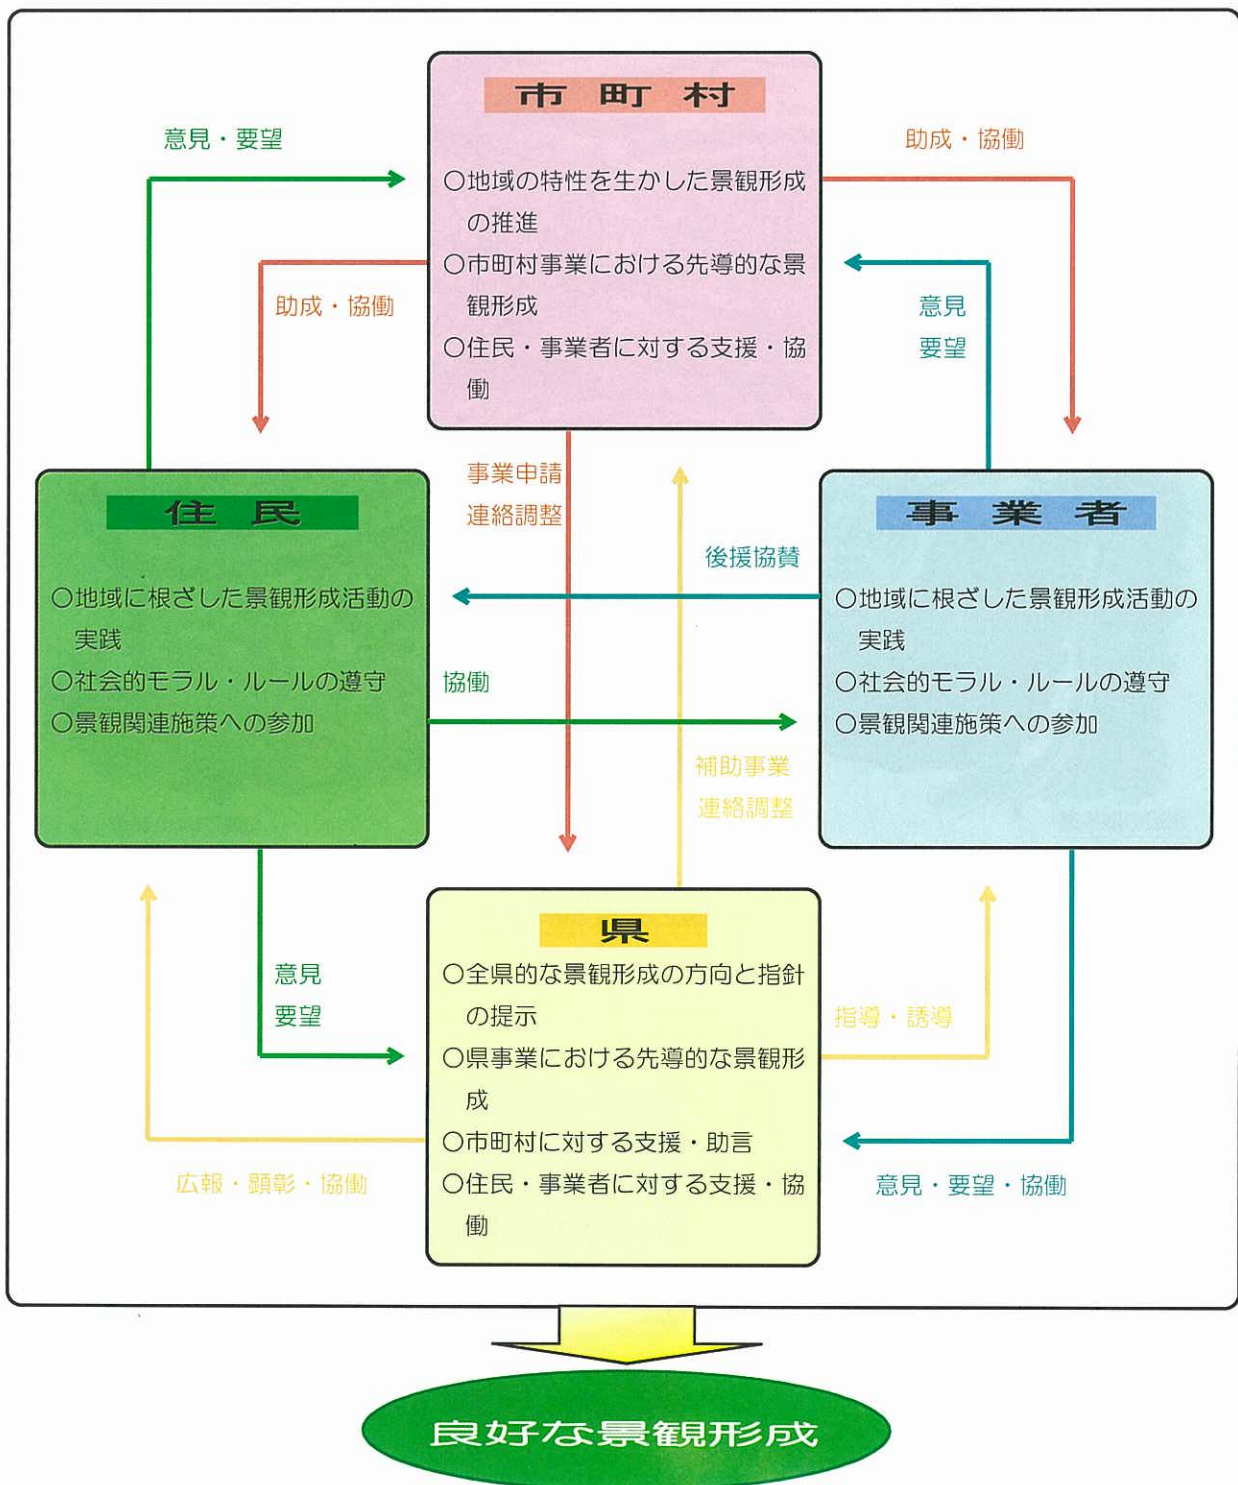 市町村
意見・要望
助成・協働
○地域の特性を生かした景観形成
の推進
○市町村事業における先導的な景
観形成
○住民・事業者に対する支援・協
働
助成・協働
意見
要望
事業申請
連絡調整
住民
○地域に根ざした景観形成活動の
実践
○社会的モラル・ルールの遵守
○景観関連施策への参加
事業者
○地域に根ざした景観形成活動の
実践
○社会的モラル・ルールの遵守
○景観関連施策への参加
後援協賛
協働
補助事業
連絡調整
県
○全県的な景観形成の方向と指針
の提示
○県事業における先導的な景観形
成
○市町村に対する支援・助言
○住民・事業者に対する支援・協
働
意見
要望
指導・誘導
広報・顕彰・協働
意見・要望・協働
良好な景観形成